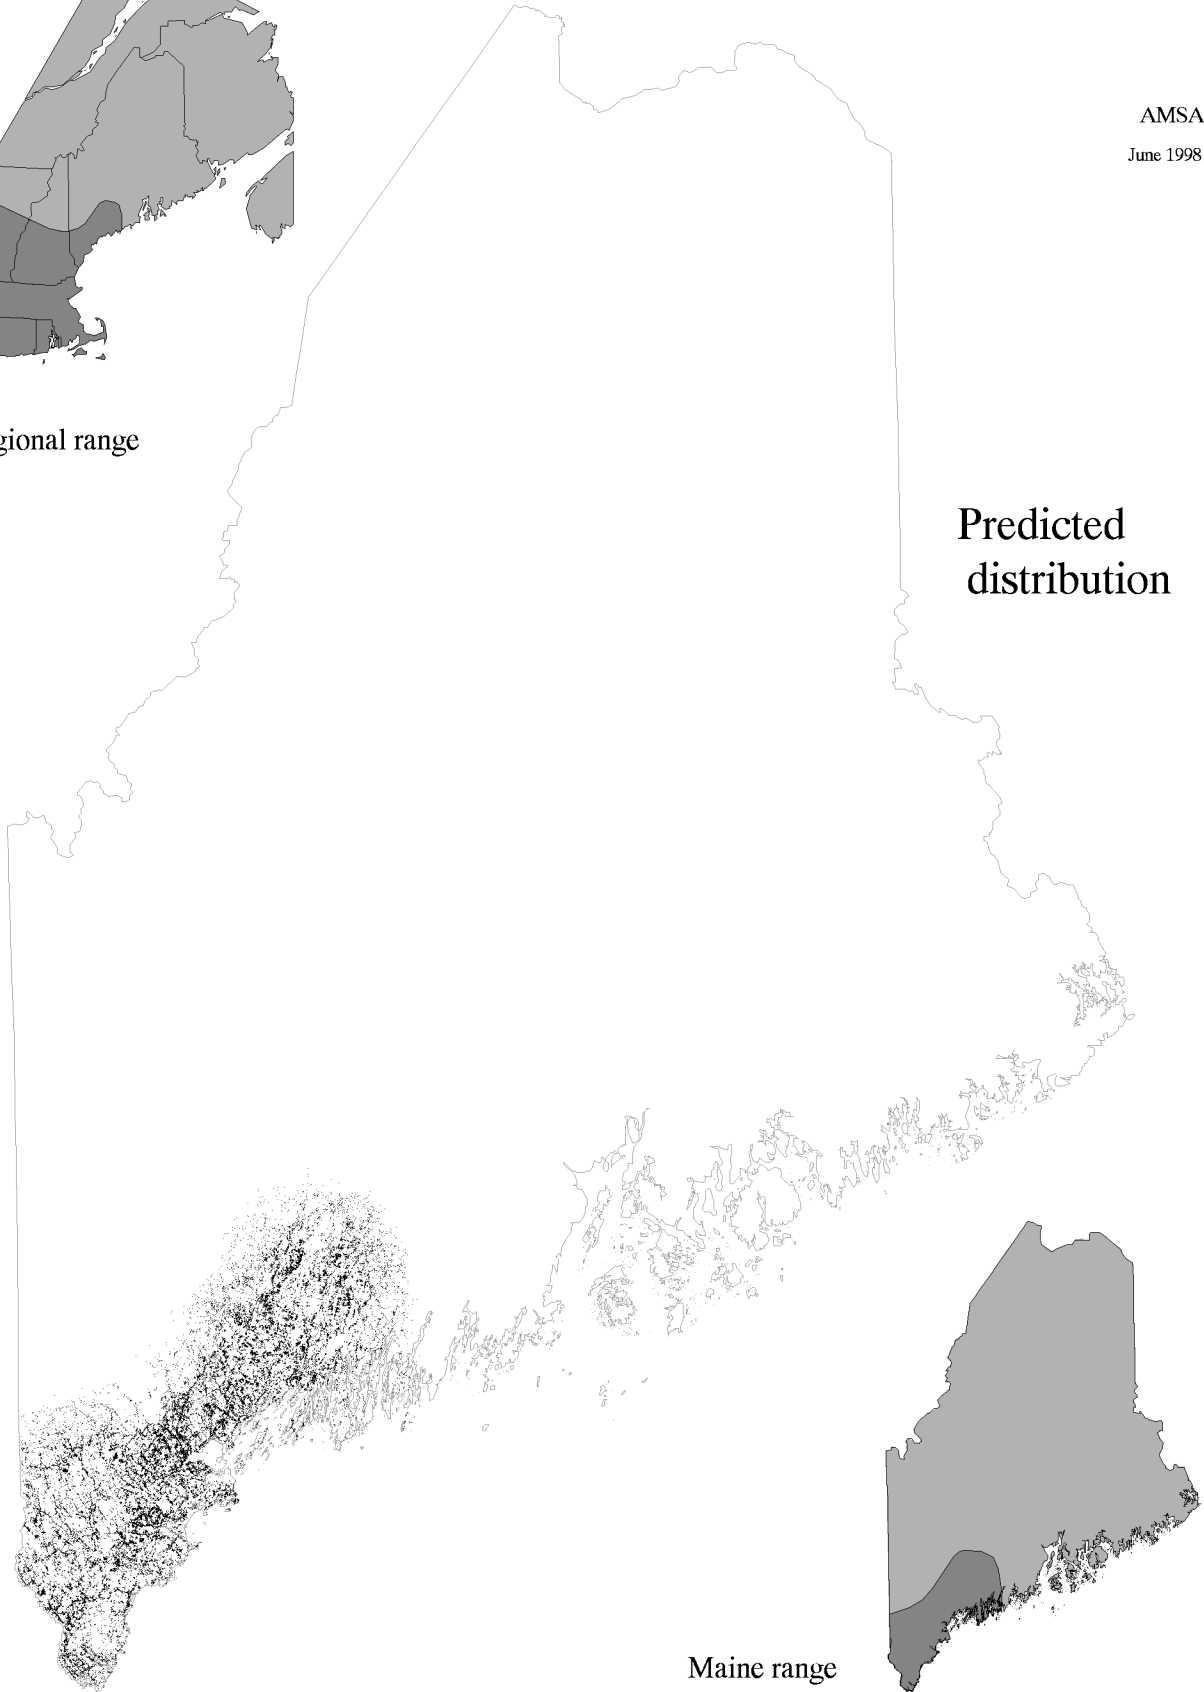 AMSA
June 1998
gional range
Predicted
distribution
Maine range